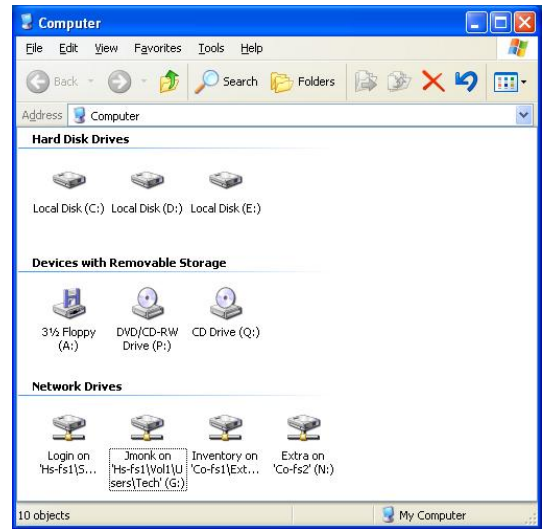 Computer
File Edit View Favorites Tools Help
Back Search Folders
Address Computer
Hard Disk Drives
Local Disk (C:) Local Disk (D:) Local Disk (E:)
Devices with Removable Storage
3½ Floppy DVD/CD-RW CD Drive (Q:)
(A:) Drive (P:)
Network Drives
Login on Jmonk on Inventory on Extra on
'Hs-fs1\S... 'Hs-fs1\Vol1\U 'Co-fs1\Ext... 'Co-fs2' (N:)
sers\Tech' (G:)
10 objects My Computer